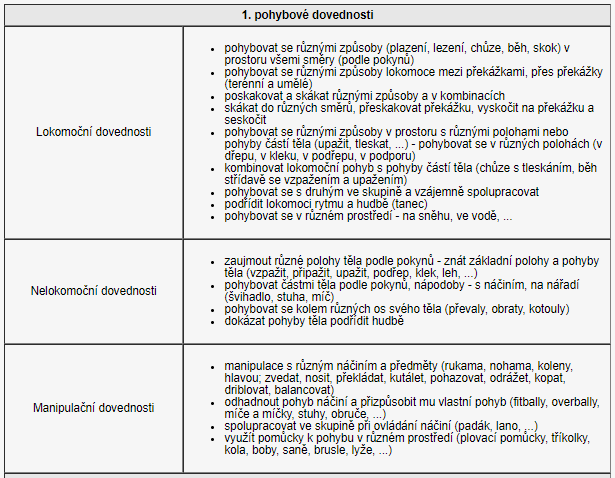 1. pohybové dovednosti
Lokomoční dovednosti
pohybovat se různými způsoby (plazení, lezení, chůze, běh, skok) v
prostoru všemi směry (podle pokynů)
pohybovat se různými způsoby lokomoce mezi překážkami, přes překážky
(terénní a umělé)
poskakovat a skákat různými způsoby a v kombinacích
skákat do různých směrů, přeskakovat překážku, vyskočit na překážku a
seskočit
pohybovat se různými způsoby v prostoru s různými polohami nebo
pohyby částí těla (upažit, tleskat, ...) - pohybovat se v různých polohách (v
dřepu, v kleku, v podřepu, v podporu)
kombinovat lokomoční pohyb s pohyby částí těla (chůze s tleskáním, běh
střídavě se vzpažením a upažením)
pohybovat se s druhým ve skupině a vzájemně spolupracovat
podřídit lokomoci rytmu a hudbě (tanec)
pohybovat se v různém prostředí - na sněhu, ve vodě, ...
Nelokomoční dovednosti
zaujmout různé polohy těla podle pokynů - znát základní polohy a pohyby
těla (vzpažit, připažit, upažit, podřep, klek, leh, ...)
pohybovat částmi těla podle pokynů, nápodoby - s náčiním, na nářadí
(švihadlo, stuha, míč)
pohybovat se kolem různých os svého těla (převaly, obraty, kotouly)
dokázat pohyby těla podřídit hudbě
Manipulační dovednosti
manipulace s různým náčiním a předměty (rukama, nohama, koleny,
hlavou; zvedat, nosit, překládat, kutálet, pohazovat, odrážet, kopat,
driblovat, balancovat)
odhadnout pohyb náčiní a přizpůsobit mu vlastní pohyb (fitbally, overbally,
míče a míčky, stuhy, obruče, ...)
spolupracovat ve skupině při ovládání náčiní (padák, lano, ...)
využít pomůcky k pohybu v různém prostředí (plovací pomůcky, tříkolky,
kola, boby, saně, brusle, lyže, ...)